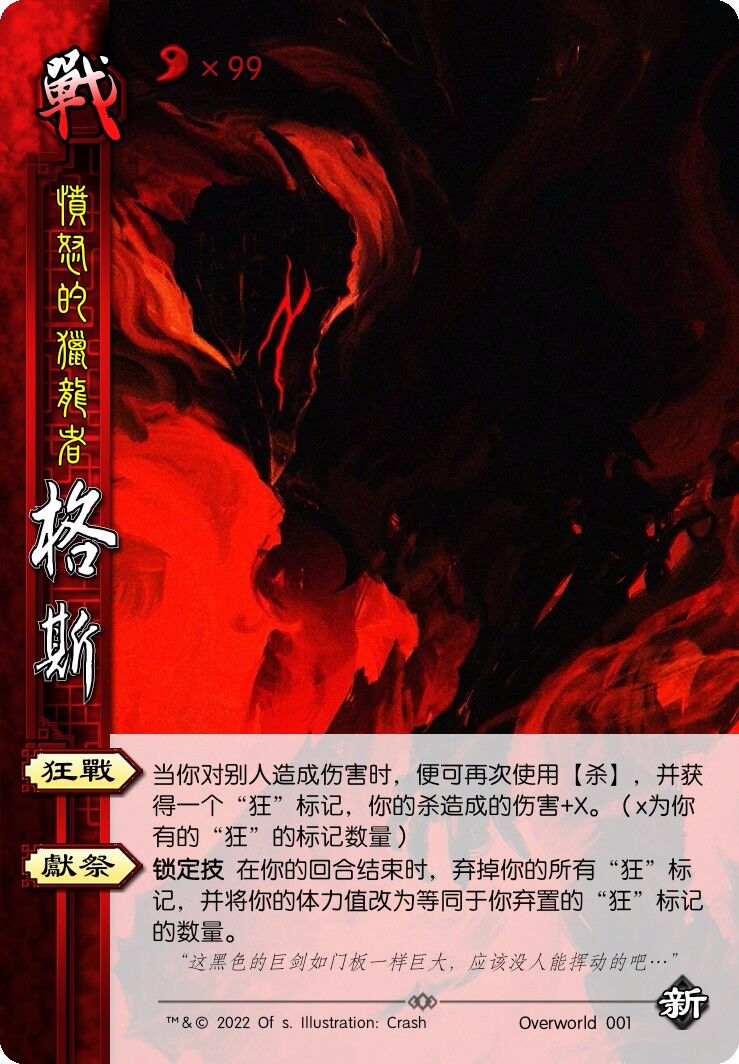 戰
× 99
憤怒的獵龍者
格斯
狂戰
当你对别人造成伤害时，便可再次使用【杀】，并获
得一个“狂”标记，你的杀造成的伤害+X。（x为你
有的“狂”的标记数量）
獻祭
锁定技 在你的回合结束时，弃掉你的所有“狂”标
记，并将你的体力值改为等同于你弃置的“狂”标记
的数量。
“这黑色的巨剑如门板一样巨大，应该没人能挥动的吧…”
新
™&© 2022 Of s. Illustration: Crash
Overworld 001